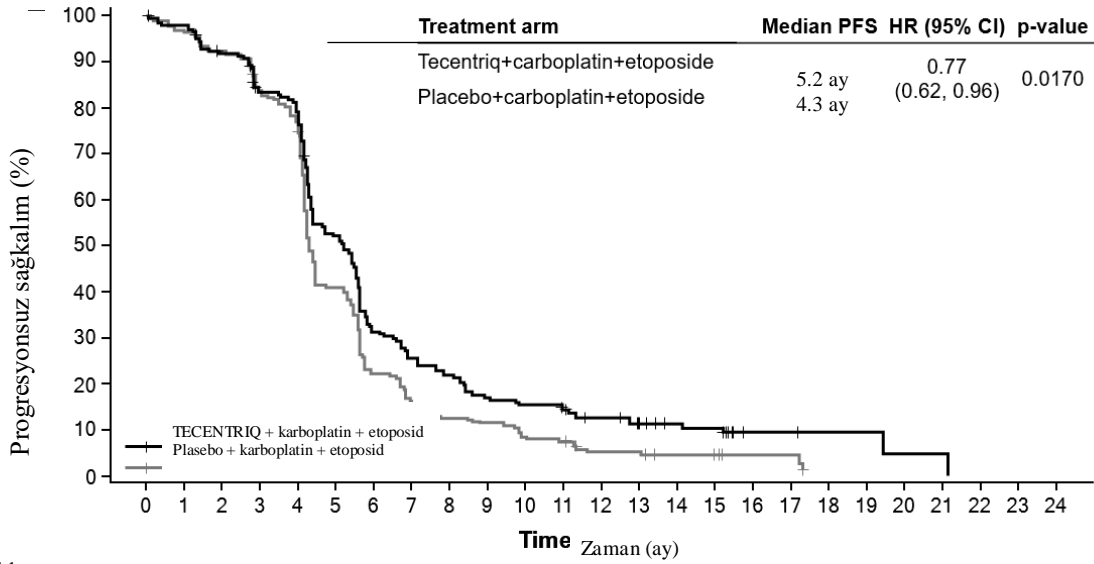 Treatment arm Median PFS HR (95% CI) p-value
Tecentriq+carboplatin+etoposide 5.2 ay 0.77 0.0170
Placebo+carboplatin+etoposide 4.3 ay (0.62, 0.96)
Progresyonsuz sağkalım (%)
100
90
80
70
60
50
40
30
20
10
0
TECENTRIQ + karboplatin + etoposid
Plasebo + karboplatin + etoposid
0 1 2 3 4 5 6 7 8 9 10 11 12 13 14 15 16 17 18 19 20 21 22 23 24
Time Zaman (ay)